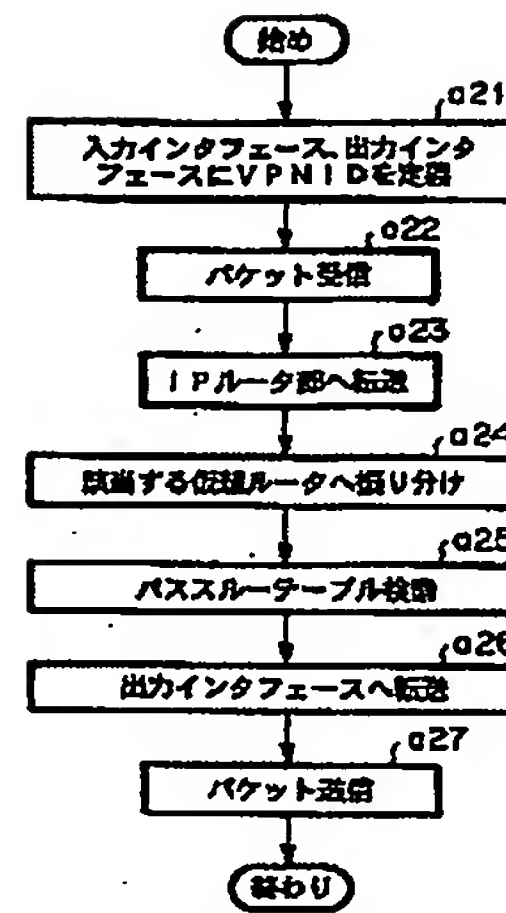 始め
a21
入力インタフェース、出力インタ
フェースにVPNIDを定義
a22
パケット受信
a23
IPルータ部へ転送
a24
該当する仮想ルータへ振り分け
a25
パススルーテーブル検索
a26
出力インタフェースへ転送
a27
パケット送信
終わり